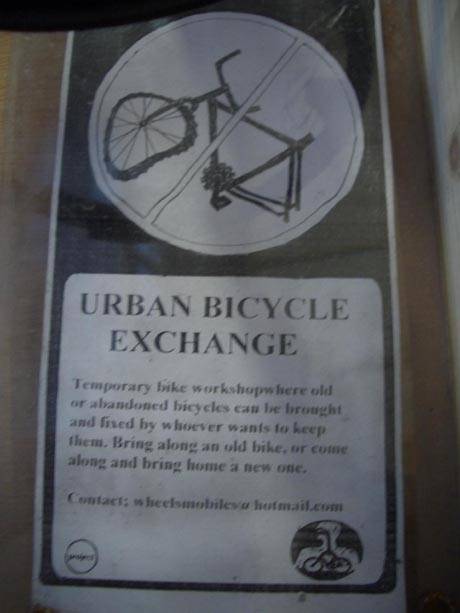 URBAN BICYCLE
EXCHANGE
Temporary bike workshopwhere old
or abandoned bicycles can be brought
and fixed by whoever wants to keep
them. Bring along an old bike, or come
along and bring home a new one.
Contact; wheelsmobiles@hotmail.com
project